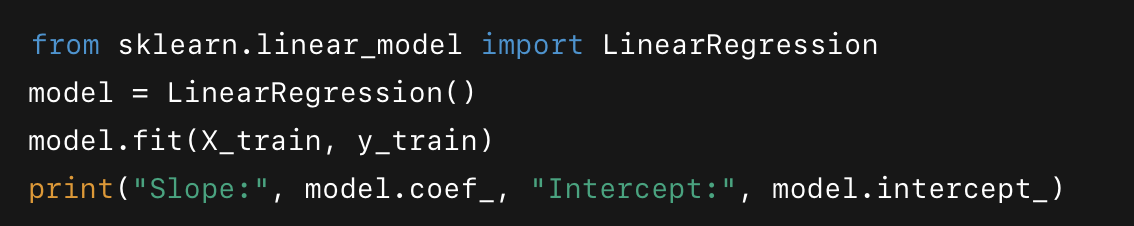 from sklearn.linear_model import LinearRegression
model = LinearRegression()
model.fit(X_train, y_train)
print("Slope:", model.coef_, "Intercept:", model.intercept_)